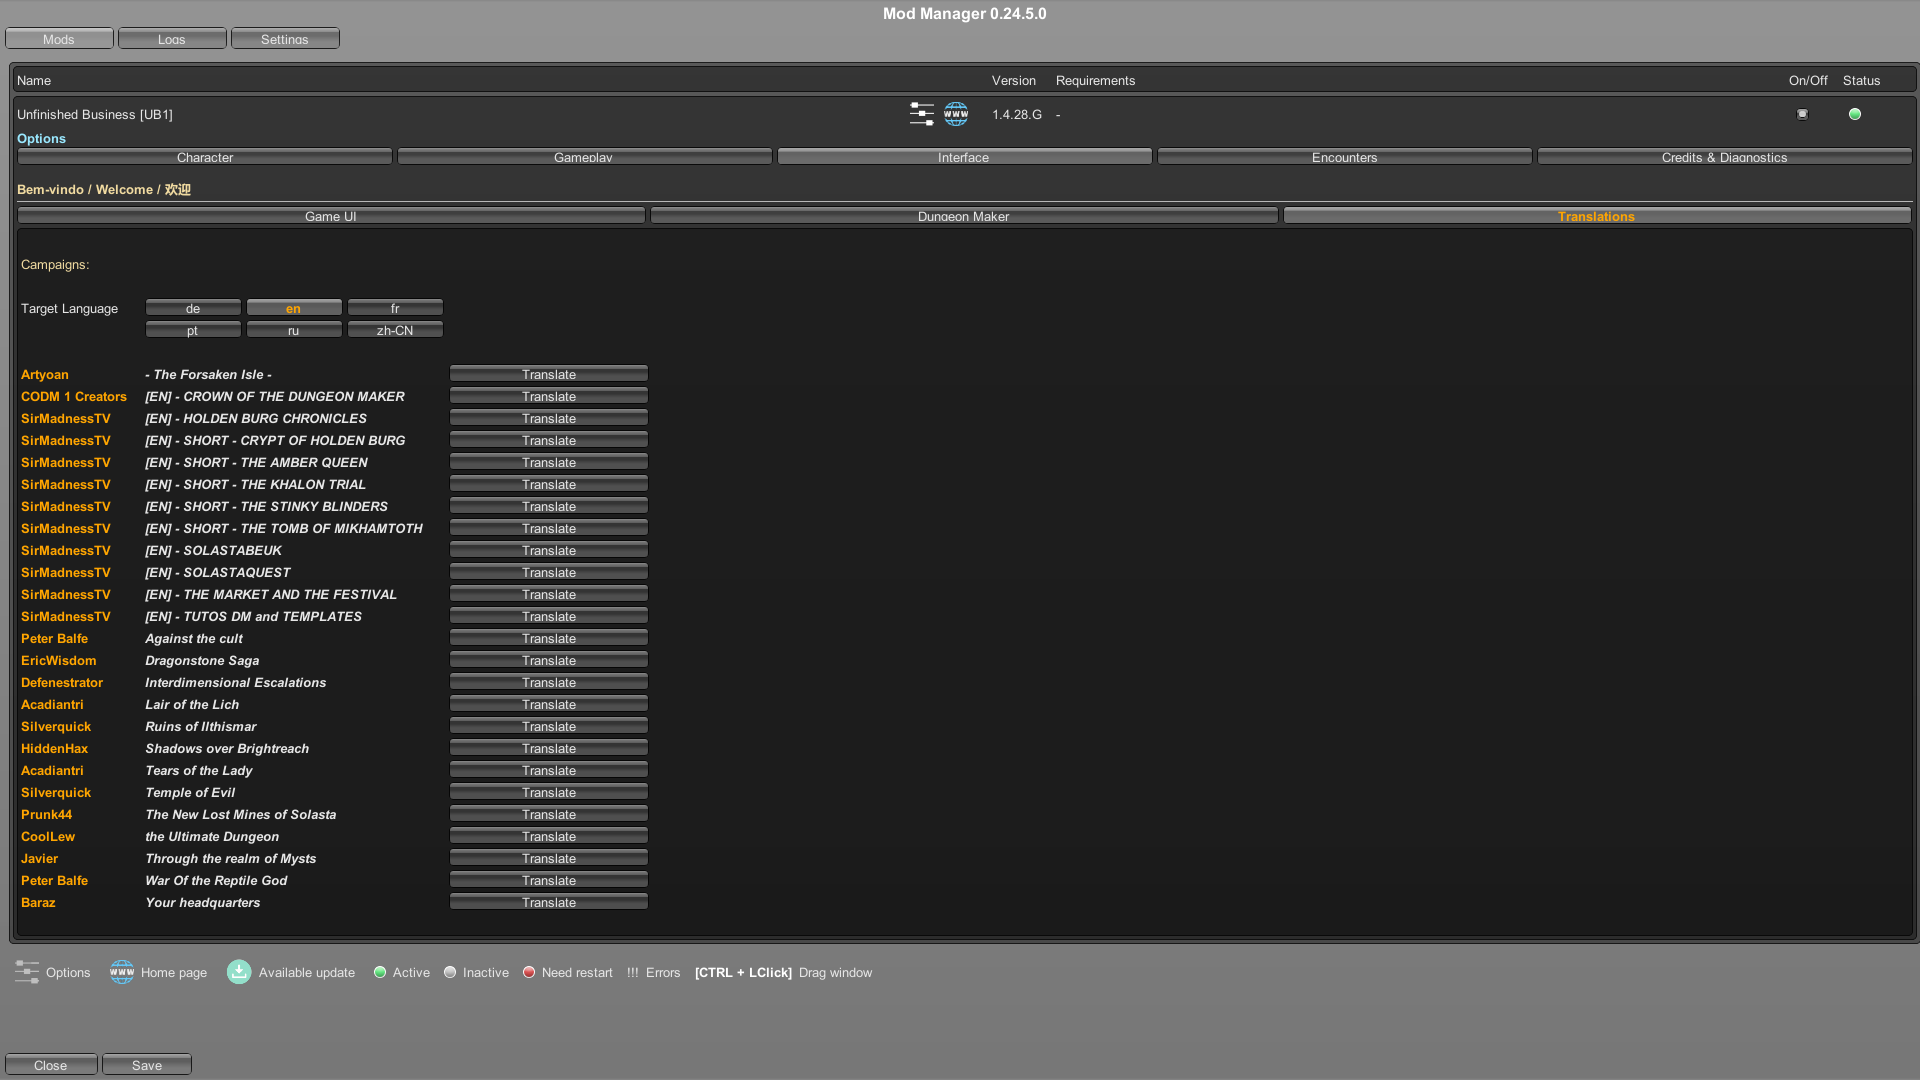 Mod Manager 0.24.5.0
Mods Logs Settings
Name Version Requirements On/Off Status
Unfinished Business [UB1] www 1.4.28.G - 
Options
Character Gameplay Interface Encounters Credits & Diagnostics
Bem-vindo / Welcome / 欢迎
Game UI Dungeon Maker Translations
Campaigns:
Target Language de en fr
pt ru zh-CN
Artyoan - The Forsaken Isle - Translate
CODM 1 Creators [EN] - CROWN OF THE DUNGEON MAKER Translate
SirMadnessTV [EN] - HOLDEN BURG CHRONICLES Translate
SirMadnessTV [EN] - SHORT - CRYPT OF HOLDEN BURG Translate
SirMadnessTV [EN] - SHORT - THE AMBER QUEEN Translate
SirMadnessTV [EN] - SHORT - THE KHALON TRIAL Translate
SirMadnessTV [EN] - SHORT - THE STINKY BLINDERS Translate
SirMadnessTV [EN] - SHORT - THE TOMB OF MIKHAMTOTH Translate
SirMadnessTV [EN] - SOLASTABEUK Translate
SirMadnessTV [EN] - SOLASTAQUEST Translate
SirMadnessTV [EN] - THE MARKET AND THE FESTIVAL Translate
SirMadnessTV [EN] - TUTOS DM and TEMPLATES Translate
Peter Balfe Against the cult Translate
EricWisdom Dragonstone Saga Translate
Defenestrator Interdimensional Escalations Translate
Acadiantri Lair of the Lich Translate
Silverquick Ruins of Ilthismar Translate
HiddenHax Shadows over Brightreach Translate
Acadiantri Tears of the Lady Translate
Silverquick Temple of Evil Translate
Prunk44 The New Lost Mines of Solasta Translate
CoolLew the Ultimate Dungeon Translate
Javier Through the realm of Mysts Translate
Peter Balfe War Of the Reptile God Translate
Baraz Your headquarters Translate
Options www Home page Available update Active Inactive Need restart !!! Errors [CTRL + LClick] Drag window
Close Save